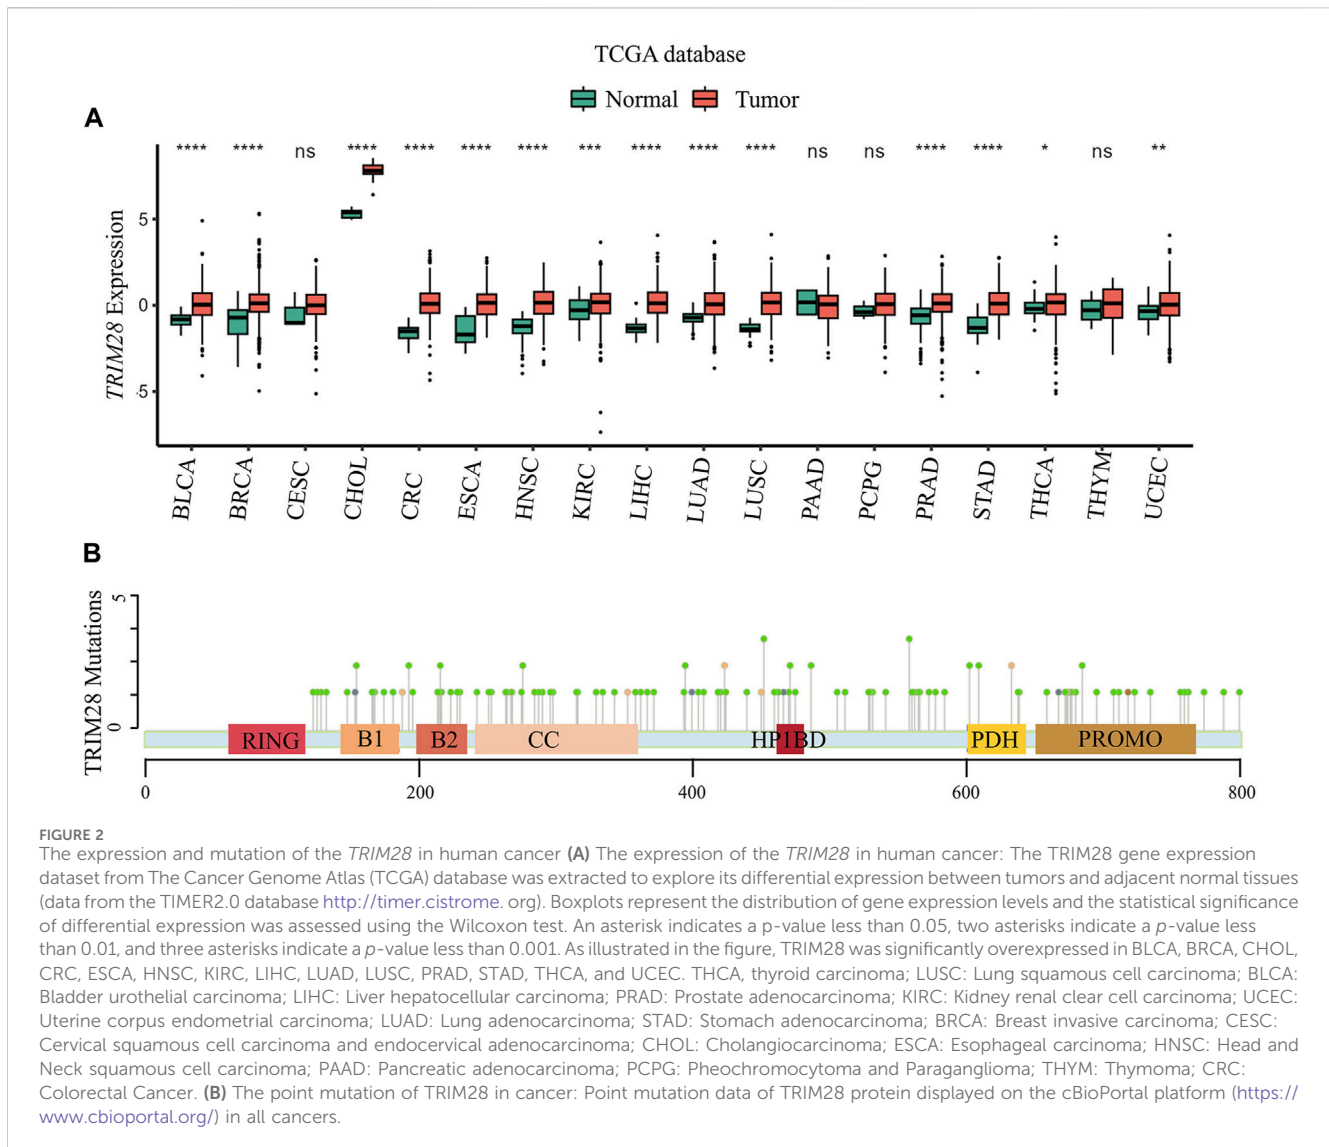 TCGA database
Normal Tumor
A
**** **** ns **** **** **** **** *** **** **** **** ns ns **** **** * ns **
TRIM28 Expression
5
0
-5
BLCA BRCA CESC CHOL CRC ESCA HNSC KIRC LIHC LUAD LUSC PAAD PCPG PRAD STAD THCA THYM UCEC
B
TRIM28 Mutations
5
0
RING B1 B2 CC HP1BD PDH PROMO
0 200 400 600 800
FIGURE 2
The expression and mutation of the TRIM28 in human cancer (A) The expression of the TRIM28 in human cancer: The TRIM28 gene expression
dataset from The Cancer Genome Atlas (TCGA) database was extracted to explore its differential expression between tumors and adjacent normal tissues
(data from the TIMER2.0 database http://timer.cistrome. org). Boxplots represent the distribution of gene expression levels and the statistical significance
of differential expression was assessed using the Wilcoxon test. An asterisk indicates a p-value less than 0.05, two asterisks indicate a p-value less
than 0.01, and three asterisks indicate a p-value less than 0.001. As illustrated in the figure, TRIM28 was significantly overexpressed in BLCA, BRCA, CHOL,
CRC, ESCA, HNSC, KIRC, LIHC, LUAD, LUSC, PRAD, STAD, THCA, and UCEC. THCA, thyroid carcinoma; LUSC: Lung squamous cell carcinoma; BLCA:
Bladder urothelial carcinoma; LIHC: Liver hepatocellular carcinoma; PRAD: Prostate adenocarcinoma; KIRC: Kidney renal clear cell carcinoma; UCEC:
Uterine corpus endometrial carcinoma; LUAD: Lung adenocarcinoma; STAD: Stomach adenocarcinoma; BRCA: Breast invasive carcinoma; CESC:
Cervical squamous cell carcinoma and endocervical adenocarcinoma; CHOL: Cholangiocarcinoma; ESCA: Esophageal carcinoma; HNSC: Head and
Neck squamous cell carcinoma; PAAD: Pancreatic adenocarcinoma; PCPG: Pheochromocytoma and Paraganglioma; THYM: Thymoma; CRC:
Colorectal Cancer. (B) The point mutation of TRIM28 in cancer: Point mutation data of TRIM28 protein displayed on the cBioPortal platform (https://
www.cbioportal.org/) in all cancers.